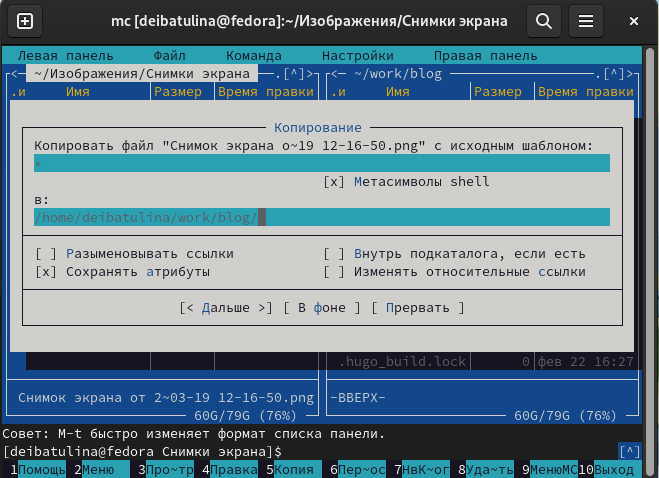 mc [deibatulina@fedora]:~/Изображения/Снимки экрана
Левая панель Файл Команда Настройки Правая панель
<— ~/Изображения/Снимки экрана —.[^]> <— ~/work/blog —.[^]>
.и Имя Размер Время правки .и Имя Размер Время правки
Копирование
Копировать файл "Снимок экрана о~19 12-16-50.png" с исходным шаблоном:
*
[x] Метасимволы shell
в:
/home/deibatulina/work/blog/
[ ] Разыменовывать ссылки [ ] Внутрь подкаталога, если есть
[x] Сохранять атрибуты [ ] Изменять относительные ссылки
[< Дальше >] [ В фоне ] [ Прервать ]
.hugo_build.lock 0 фев 22 16:27
Снимок экрана от 2~03-19 12-16-50.png -ВВЕРХ-
60G/79G (76%) 60G/79G (76%)
Совет: M-t быстро изменяет формат списка панели.
[deibatulina@fedora Снимки экрана]$ [^]
1Помощь 2Меню 3Про~тр 4Правка 5Копия 6Пер~ос 7НвК~ог 8Уда~ть 9МенюMC 10Выход